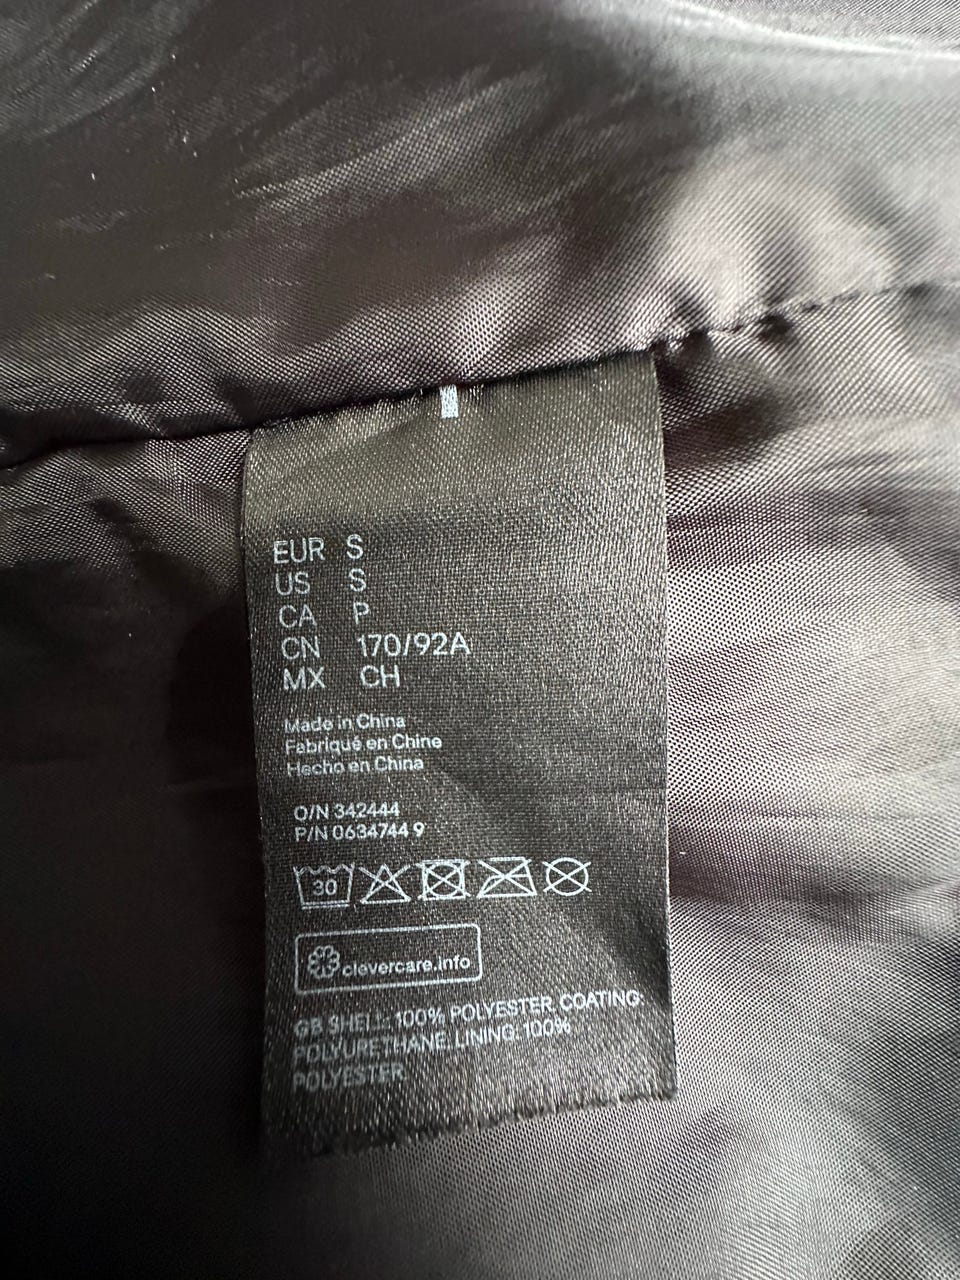 EUR S
US S
CA P
CN 170/92A
MX CH
Made in China
Fabriqué en Chine
Hecho en China
O/N 342444
P/N 0634744 9
30
clevercare.info
GB SHELL: 100% POLYESTER, COATING:
POLYURETHANE. LINING: 100%
POLYESTER